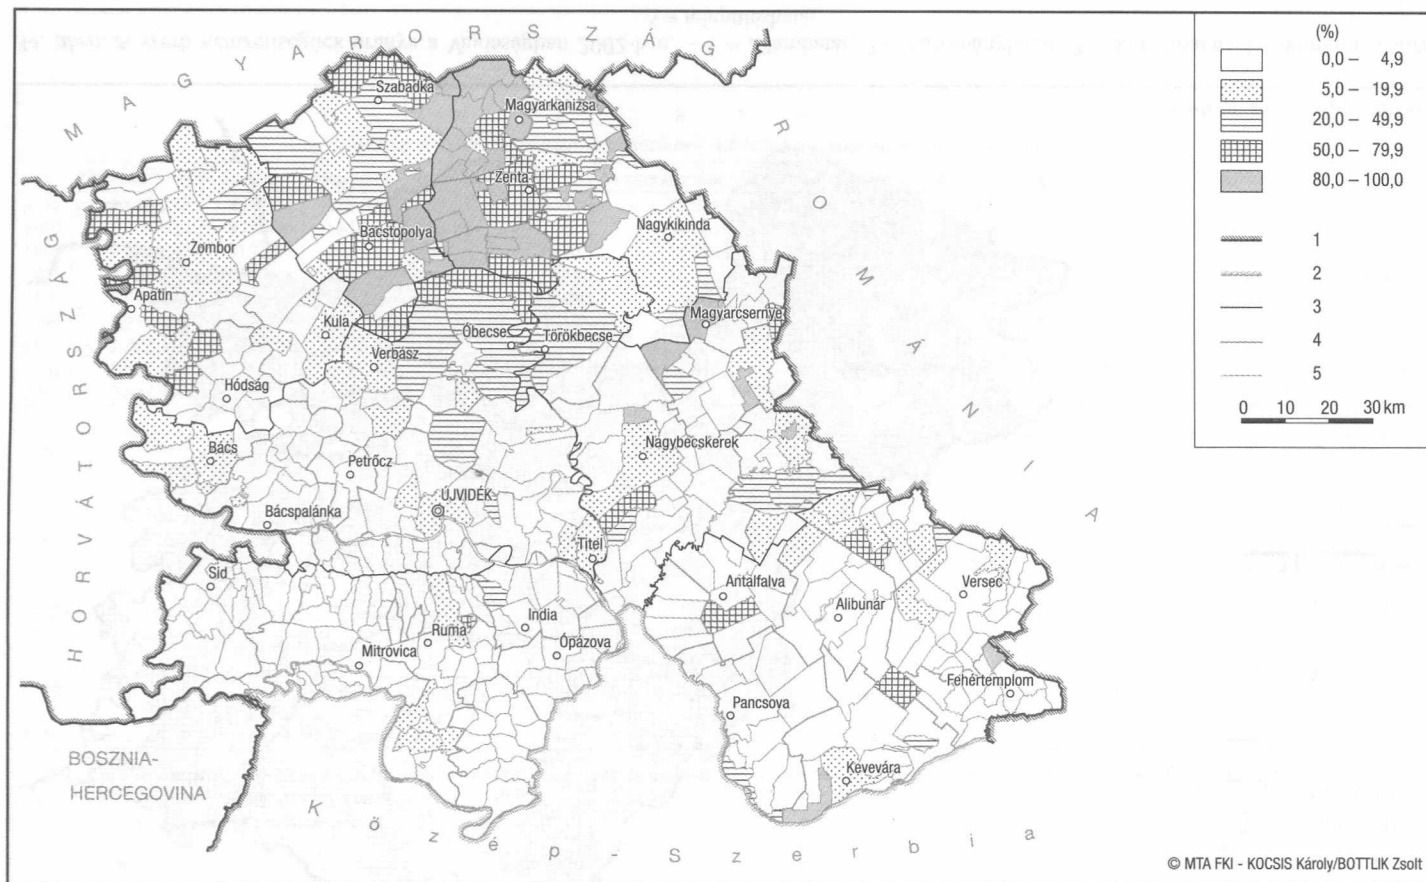 MAGYARORSZÁG
HORVÁTORSZÁG
ROMÁNIA
BOSZNIA-
HERCEGOVINA
Közép-Szerbia
Szabadka
Magyarkanizsa
Zenta
Zombor
Bácstopolya
Nagykikinda
Apatin
Kula
Óbecse
Törökbecse
Magyarcsernye
Verbász
Hódság
Bács
Petrőcz
Nagybecskerek
ÚJVIDÉK
Bácspalánka
Titel
Sid
Antalfalva
Alibunár
Versec
India
Ruma
Mitrovica
Ópázova
Fehértemplom
Pancsova
Kevevára
(%)
0,0 – 4,9
5,0 – 19,9
20,0 – 49,9
50,0 – 79,9
80,0 – 100,0
1
2
3
4
5
0 10 20 30 km
© MTA FKI - KOCSIS Károly/BOTTLIK Zsolt